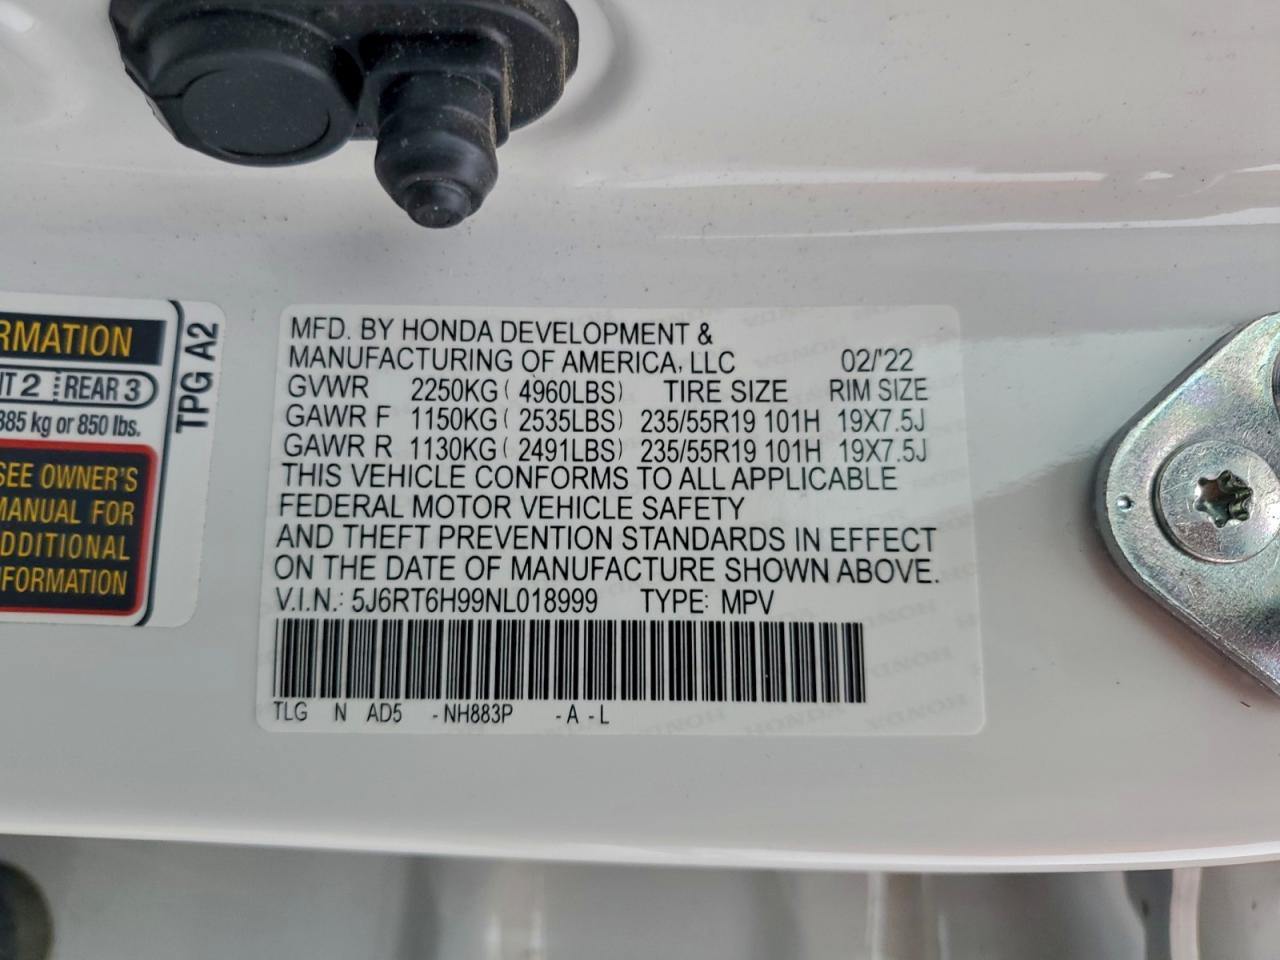 RMATION
T 2 REAR 3
385 kg or 850 lbs.
SEE OWNER'S
MANUAL FOR
DDITIONAL
NFORMATION
TPG A2
MFD. BY HONDA DEVELOPMENT &
MANUFACTURING OF AMERICA, LLC 02/'22
GVWR 2250KG ( 4960LBS) TIRE SIZE RIM SIZE
GAWR F 1150KG ( 2535LBS) 235/55R19 101H 19X7.5J
GAWR R 1130KG ( 2491LBS) 235/55R19 101H 19X7.5J
THIS VEHICLE CONFORMS TO ALL APPLICABLE
FEDERAL MOTOR VEHICLE SAFETY
AND THEFT PREVENTION STANDARDS IN EFFECT
ON THE DATE OF MANUFACTURE SHOWN ABOVE.
V.I.N.: 5J6RT6H99NL018999 TYPE: MPV
TLG N AD5 -NH883P -A -L